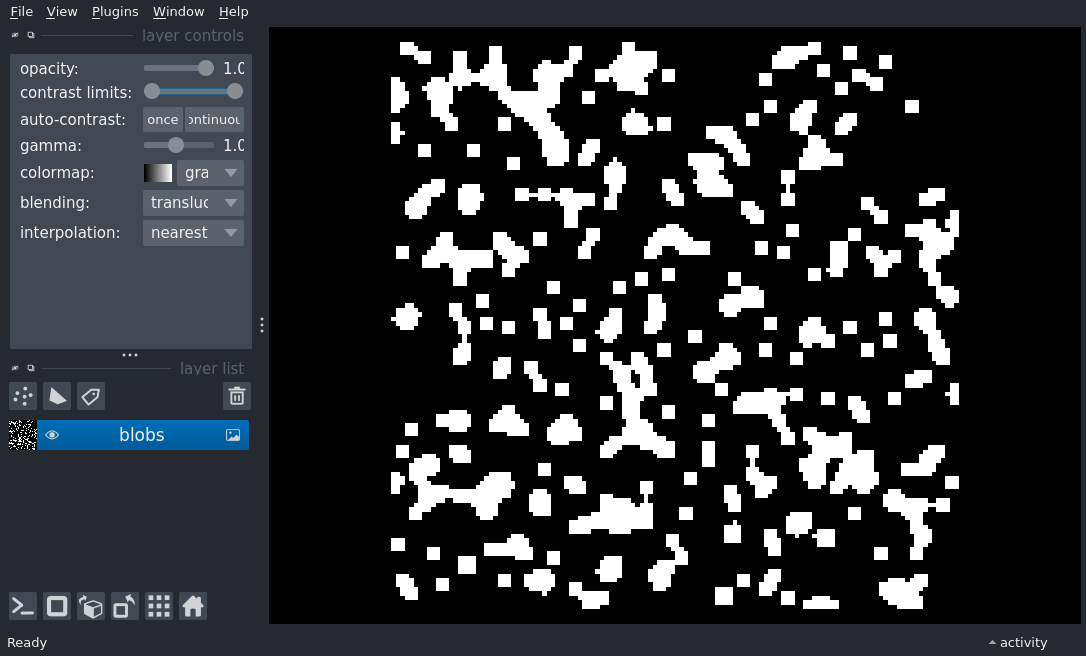 File View Plugins Window Help
layer controls
opacity: 1.0
contrast limits:
auto-contrast: once ontinuou
gamma: 1.0
colormap: gra
blending: transluc
interpolation: nearest
layer list
blobs
Ready activity